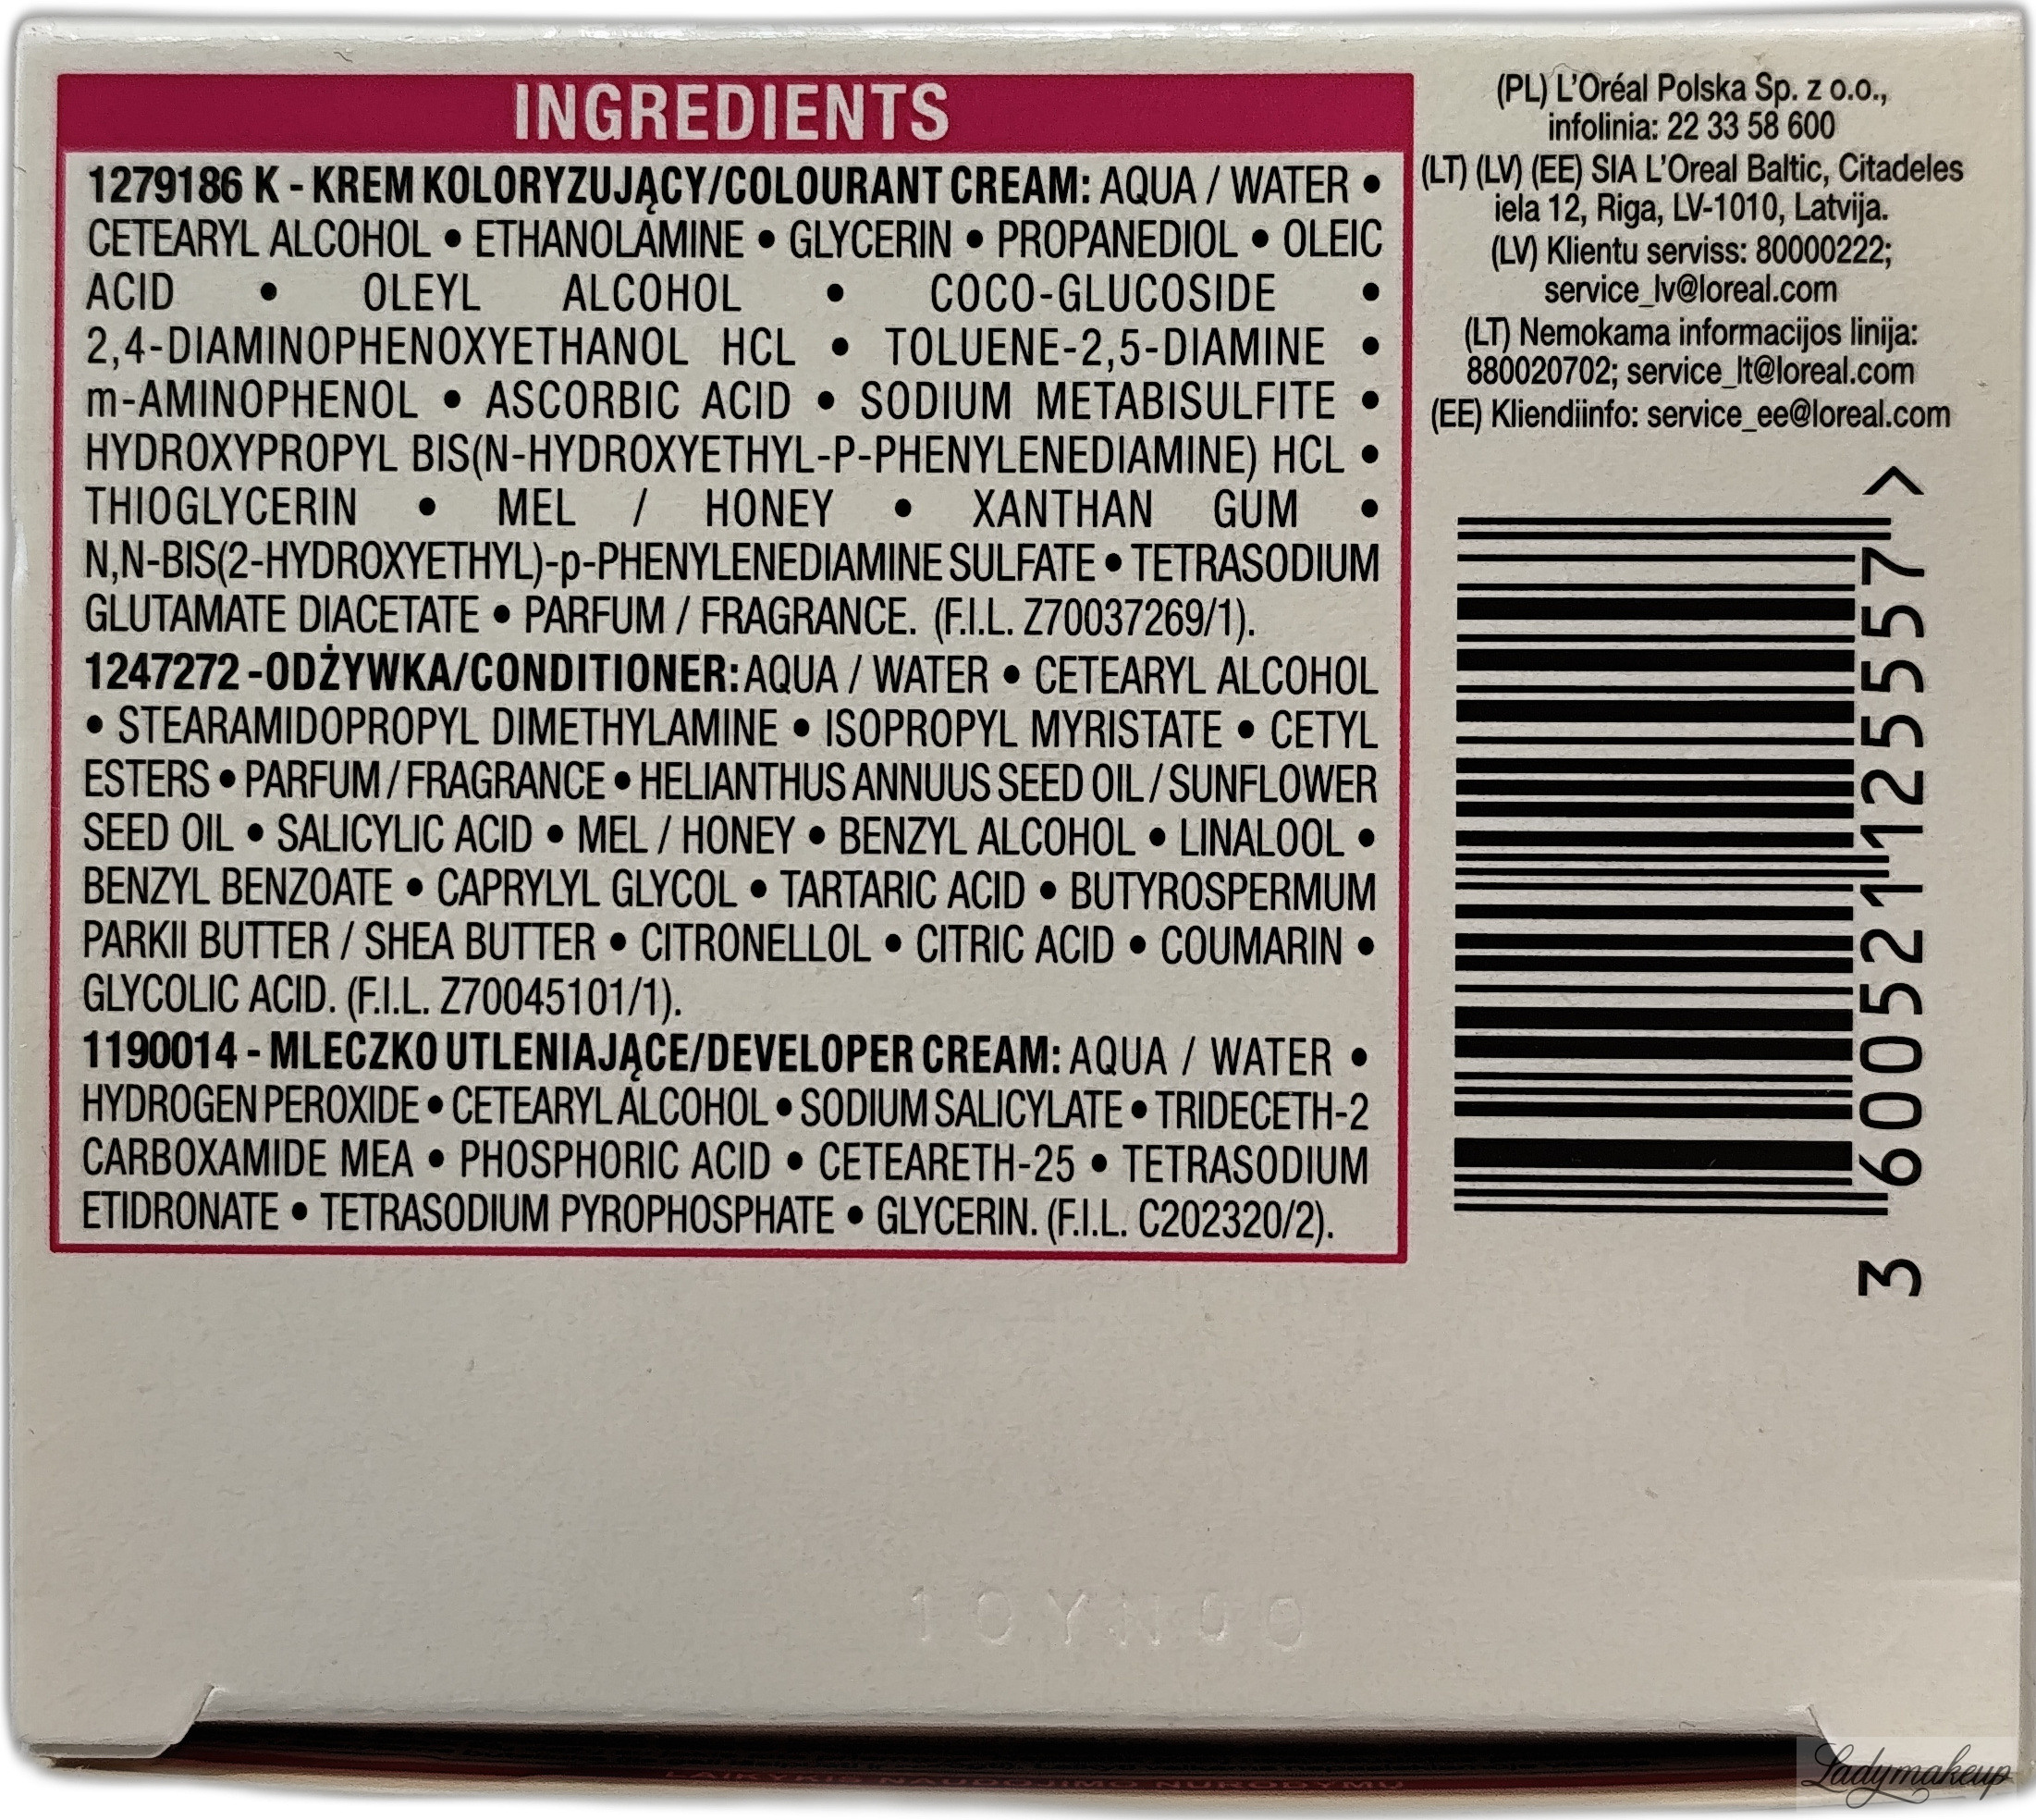 INGREDIENTS
1279186 K - KREM KOLORYZUJĄCY/COLOURANT CREAM: AQUA / WATER •
CETEARYL ALCOHOL • ETHANOLAMINE • GLYCERIN • PROPANEDIOL • OLEIC
ACID • OLEYL ALCOHOL • COCO-GLUCOSIDE •
2,4-DIAMINOPHENOXYETHANOL HCL • TOLUENE-2,5-DIAMINE •
m-AMINOPHENOL • ASCORBIC ACID • SODIUM METABISULFITE •
HYDROXYPROPYL BIS(N-HYDROXYETHYL-P-PHENYLENEDIAMINE) HCL •
THIOGLYCERIN • MEL / HONEY • XANTHAN GUM •
N,N-BIS(2-HYDROXYETHYL)-p-PHENYLENEDIAMINE SULFATE • TETRASODIUM
GLUTAMATE DIACETATE • PARFUM / FRAGRANCE. (F.I.L. Z70037269/1).
1247272 -ODŻYWKA/CONDITIONER: AQUA / WATER • CETEARYL ALCOHOL
• STEARAMIDOPROPYL DIMETHYLAMINE • ISOPROPYL MYRISTATE • CETYL
ESTERS • PARFUM / FRAGRANCE • HELIANTHUS ANNUUS SEED OIL / SUNFLOWER
SEED OIL • SALICYLIC ACID • MEL / HONEY • BENZYL ALCOHOL • LINALOOL •
BENZYL BENZOATE • CAPRYLYL GLYCOL • TARTARIC ACID • BUTYROSPERMUM
PARKII BUTTER / SHEA BUTTER • CITRONELLOL • CITRIC ACID • COUMARIN •
GLYCOLIC ACID. (F.I.L. Z70045101/1).
1190014 - MLECZKO UTLENIAJĄCE/DEVELOPER CREAM: AQUA / WATER •
HYDROGEN PEROXIDE • CETEARYL ALCOHOL • SODIUM SALICYLATE • TRIDECETH-2
CARBOXAMIDE MEA • PHOSPHORIC ACID • CETEARETH-25 • TETRASODIUM
ETIDRONATE • TETRASODIUM PYROPHOSPHATE • GLYCERIN. (F.I.L. C202320/2).
(PL) L'Oréal Polska Sp. z o.o.,
infolinia: 22 33 58 600
(LT) (LV) (EE) SIA L'Oreal Baltic, Citadeles
iela 12, Riga, LV-1010, Latvija.
(LV) Klientu serviss: 80000222;
service_lv@loreal.com
(LT) Nemokama informacijos linija:
880020702; service_lt@loreal.com
(EE) Kliendiinfo: service_ee@loreal.com
3 600521 125557 >
10YN00
LAIKYKIS NAUDOJIMO NURODYMŲ
Ladymakeup